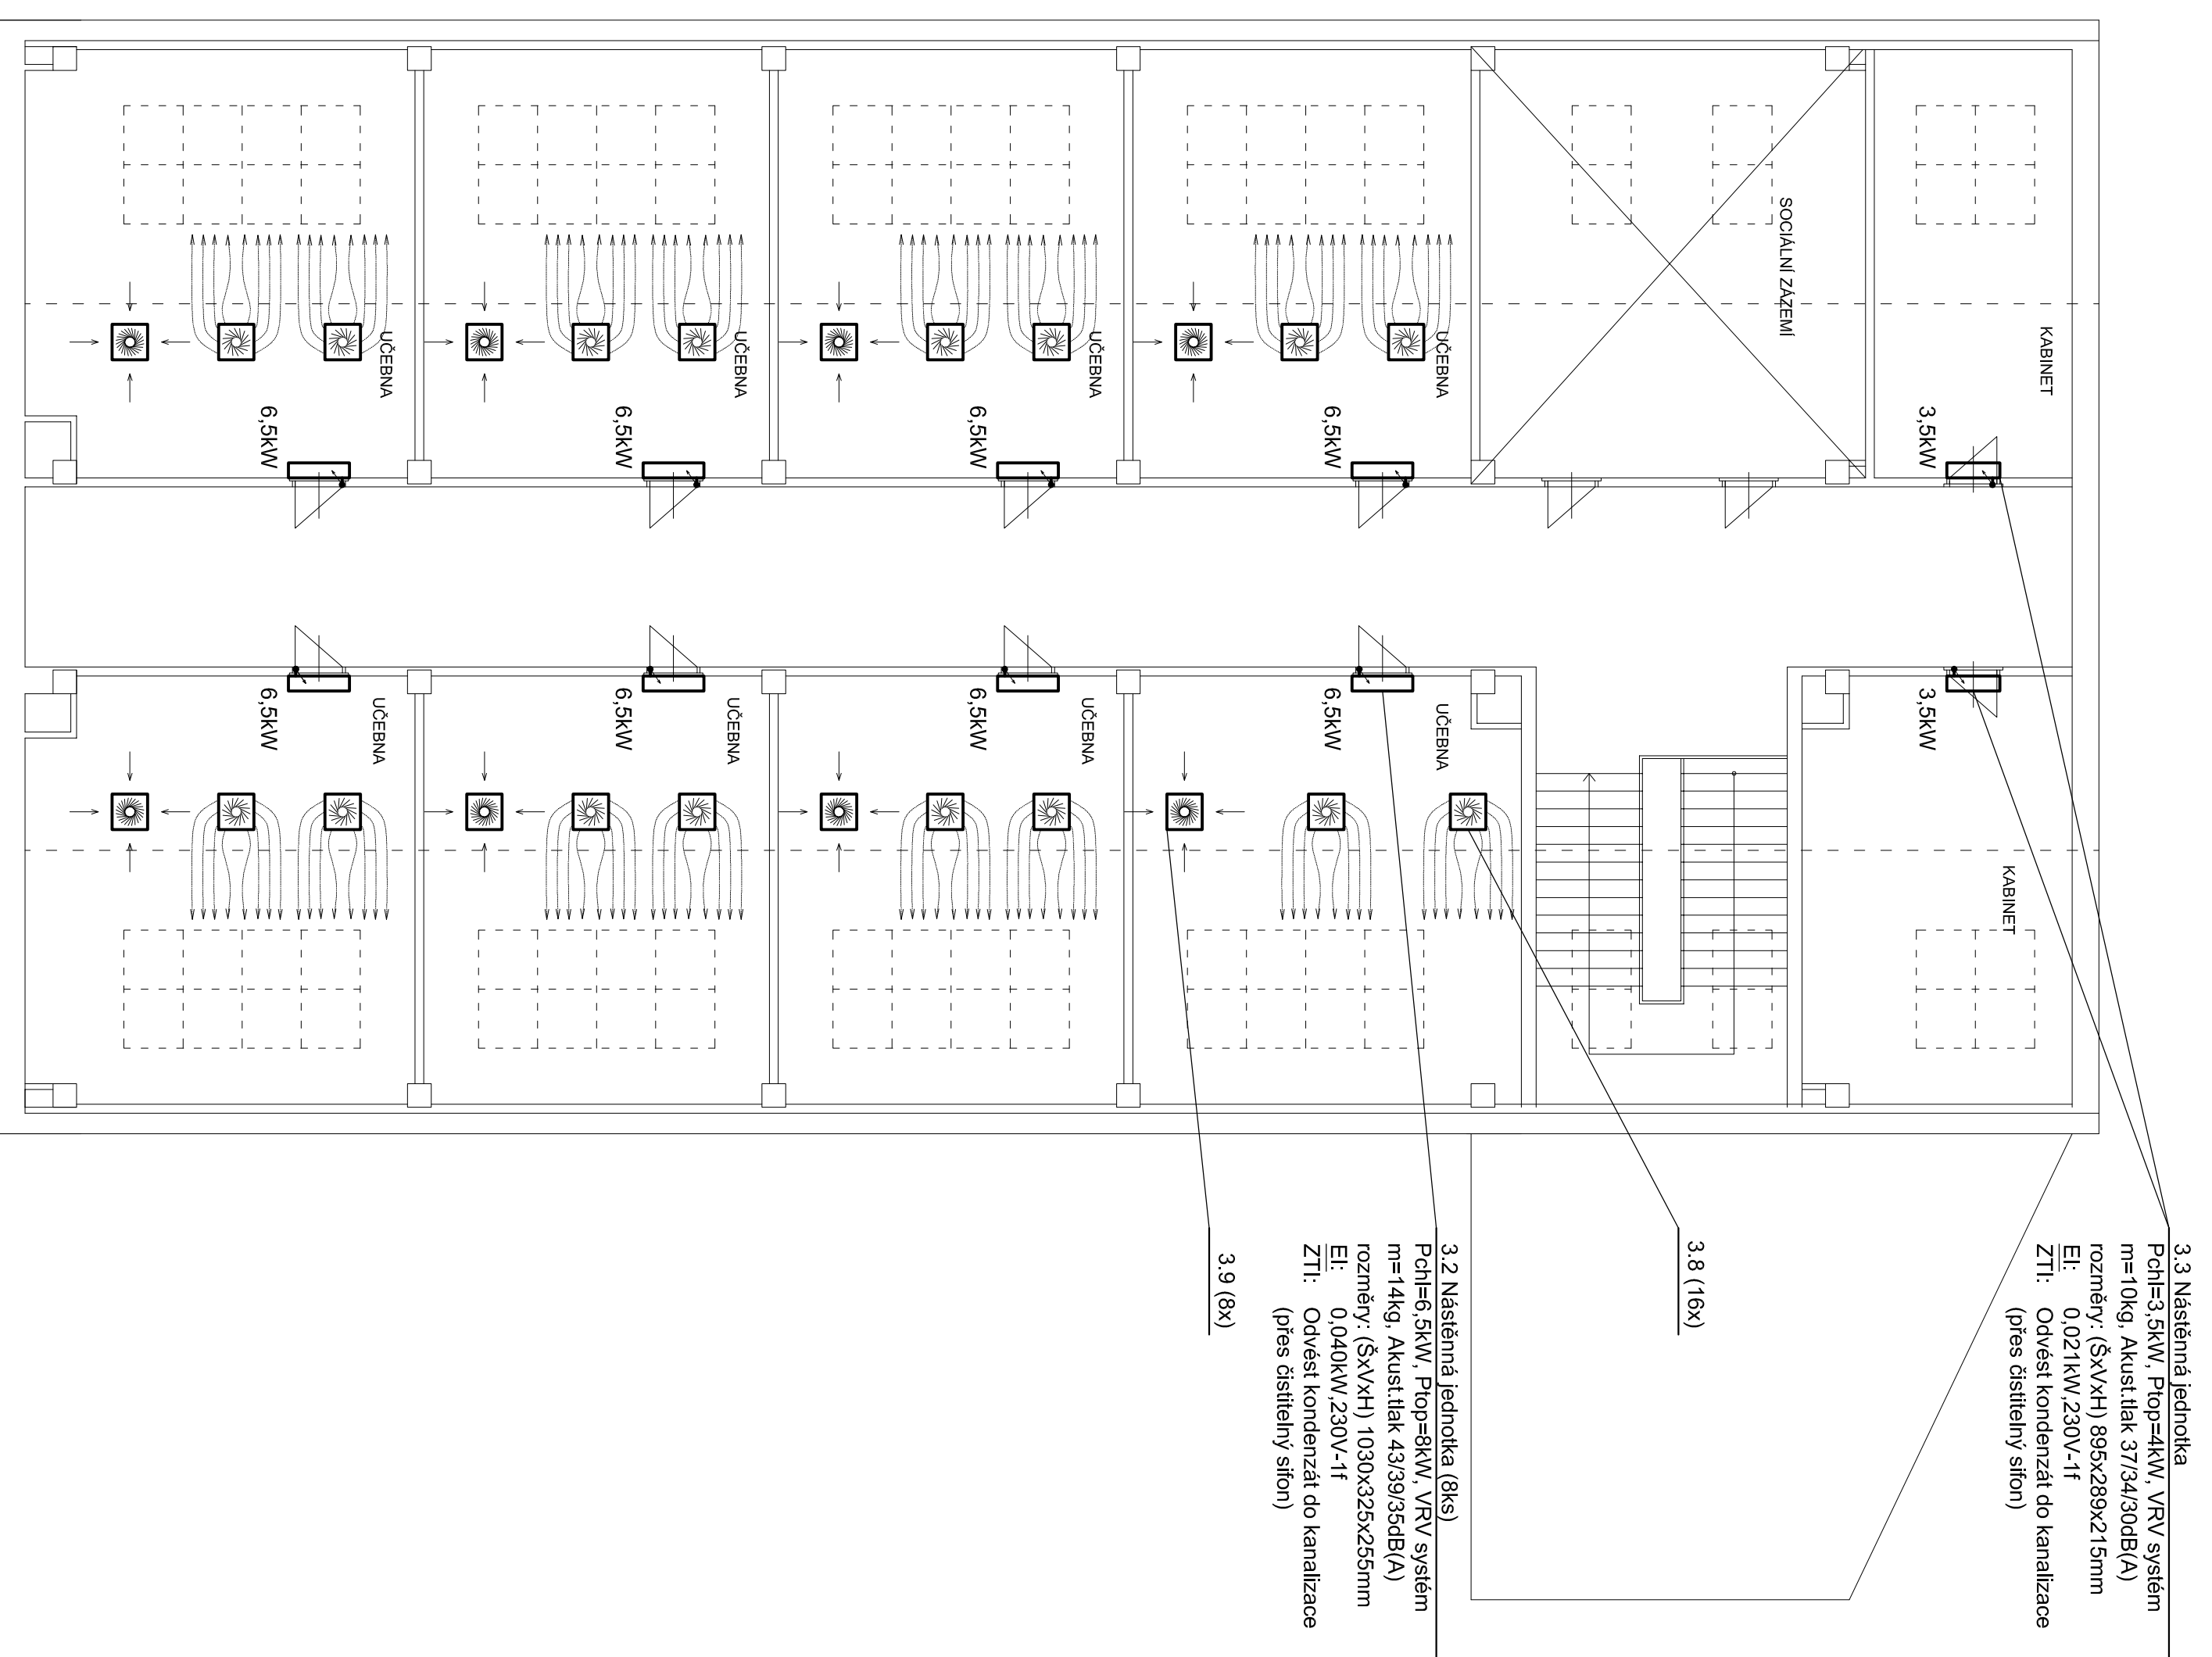 UČEBNA
UČEBNA
UČEBNA
UČEBNA
SOCIÁLNÍ ZÁZEMÍ
KABINET
6,5kW
6,5kW
6,5kW
6,5kW
3,5kW
6,5kW
6,5kW
6,5kW
6,5kW
3,5kW
UČEBNA
UČEBNA
UČEBNA
UČEBNA
KABINET
3.3 Nástěnná jednotka
Pchl=3,5kW, Ptop=4kW, VRV systém
m=10kg, Akust.tlak 37/34/30dB(A)
rozměry: (ŠxVxH) 895x289x215mm
EI: 0,021kW,230V-1f
ZTI: Odvést kondenzát do kanalizace
(přes čistitelný sifon)
3.8 (16x)
3.2 Nástěnná jednotka (8ks)
Pchl=6,5kW, Ptop=8kW, VRV systém
m=14kg, Akust.tlak 43/39/35dB(A)
rozměry: (ŠxVxH) 1030x325x255mm
EI: 0,040kW,230V-1f
ZTI: Odvést kondenzát do kanalizace
(přes čistitelný sifon)
3.9 (8x)